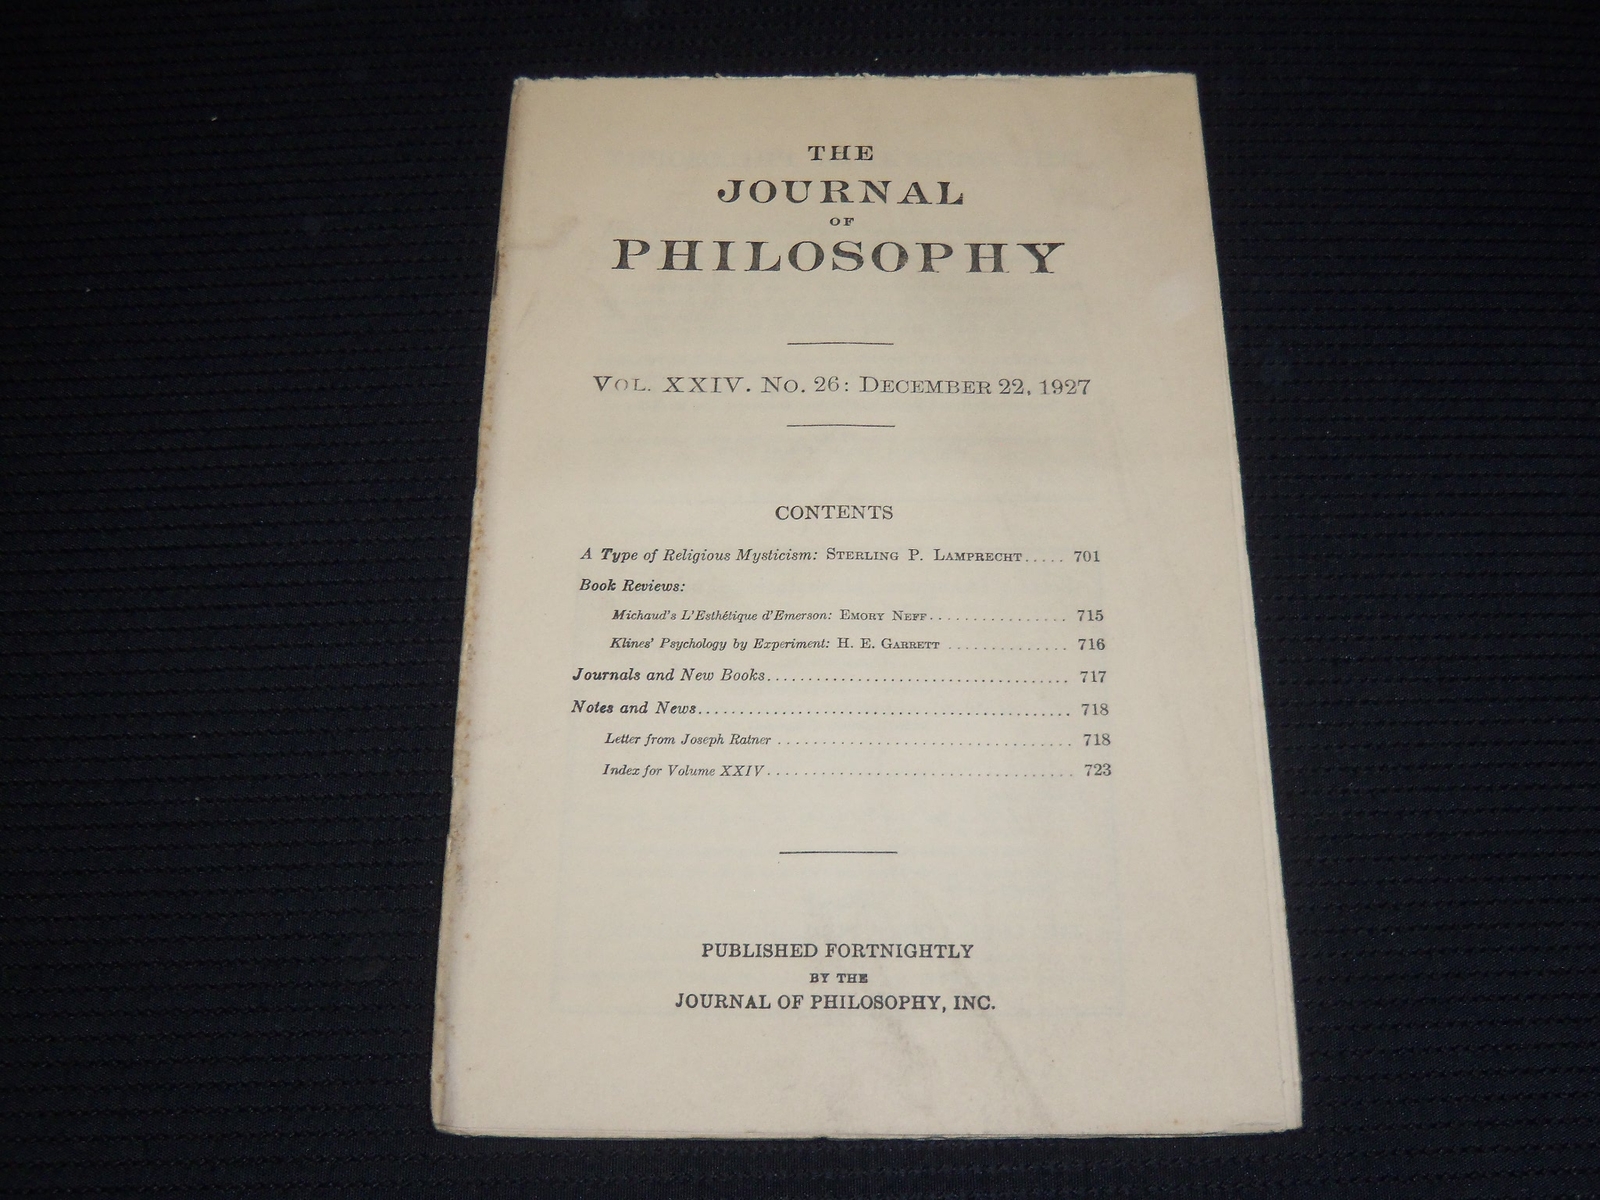 THE
JOURNAL
OF
PHILOSOPHY
VOL. XXIV. NO. 26: DECEMBER 22, 1927
CONTENTS
A Type of Religious Mysticism: STERLING P. LAMPRECHT..... 701
Book Reviews:
Michaud's L'Esthétique d'Emerson: EMORY NEFF................ 715
Klines' Psychology by Experiment: H. E. GARRETT .............. 716
Journals and New Books.................................. 717
Notes and News.......................................... 718
Letter from Joseph Ratner ................................. 718
Index for Volume XXIV.................................. 723
PUBLISHED FORTNIGHTLY
BY THE
JOURNAL OF PHILOSOPHY, INC.